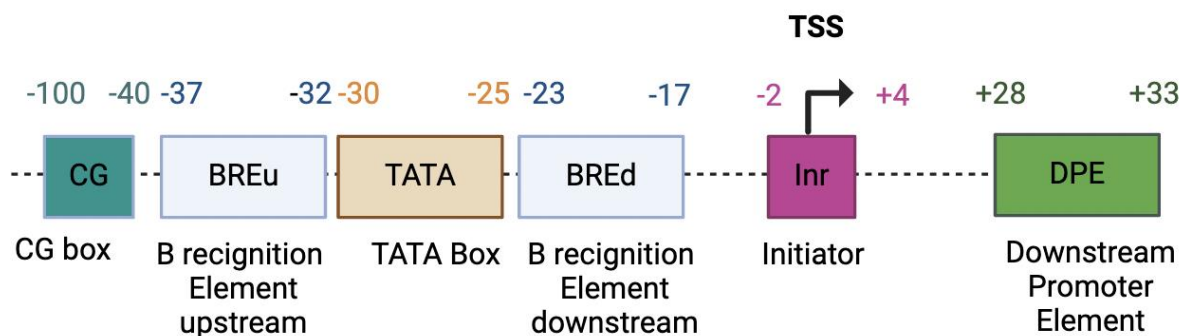 TSS
-100 -40 -37 -32 -30 -25 -23 -17 -2 +4 +28 +33
CG BREu TATA BREd Inr DPE
CG box B recignition TATA Box B recignition Initiator Downstream
Element Element Promoter
upstream downstream Element